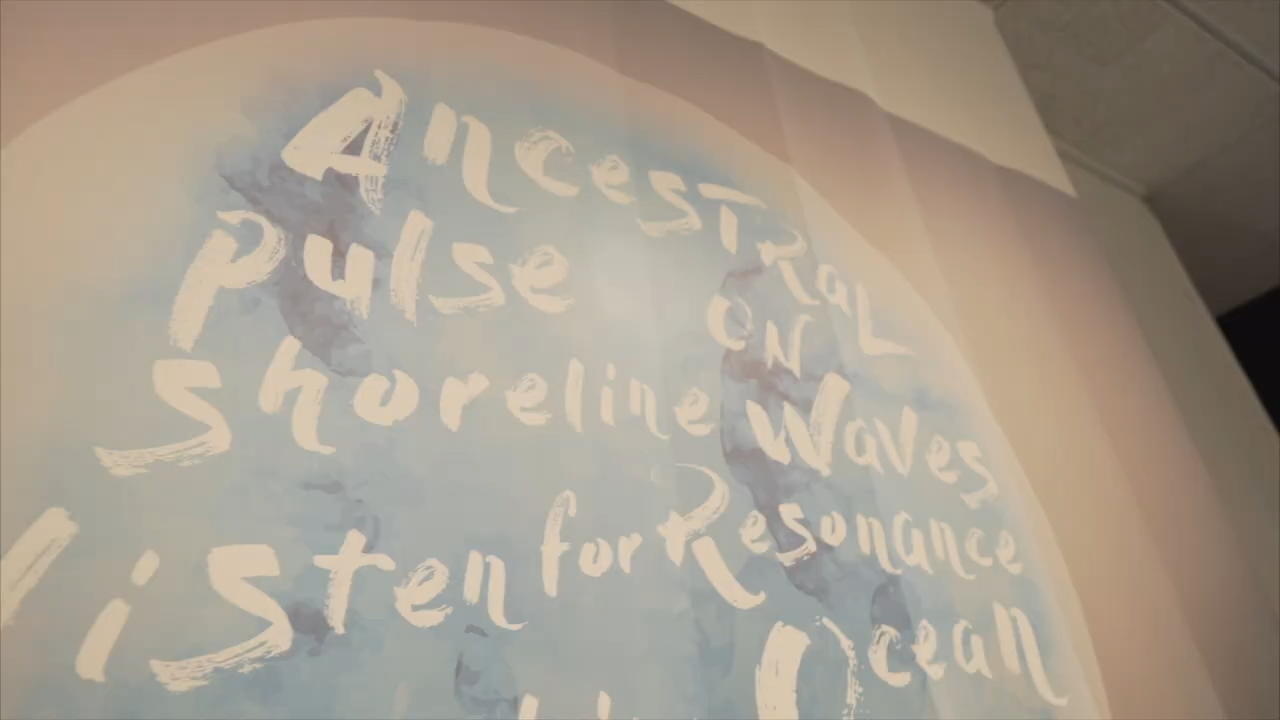 Ancestral
pulse on
shoreline waves
listen for Resonance
Ocean